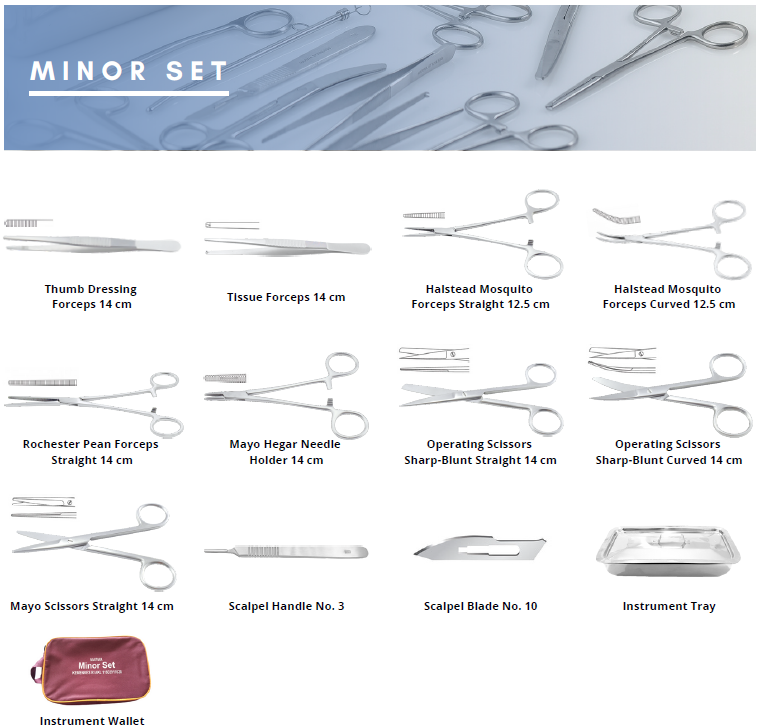 MINOR SET
Thumb Dressing
Forceps 14 cm
Tissue Forceps 14 cm
Halstead Mosquito
Forceps Straight 12.5 cm
Halstead Mosquito
Forceps Curved 12.5 cm
Rochester Pean Forceps
Straight 14 cm
Mayo Hegar Needle
Holder 14 cm
Operating Scissors
Sharp-Blunt Straight 14 cm
Operating Scissors
Sharp-Blunt Curved 14 cm
Mayo Scissors Straight 14 cm
Scalpel Handle No. 3
Scalpel Blade No. 10
Instrument Tray
Minor Set
Instrument Wallet